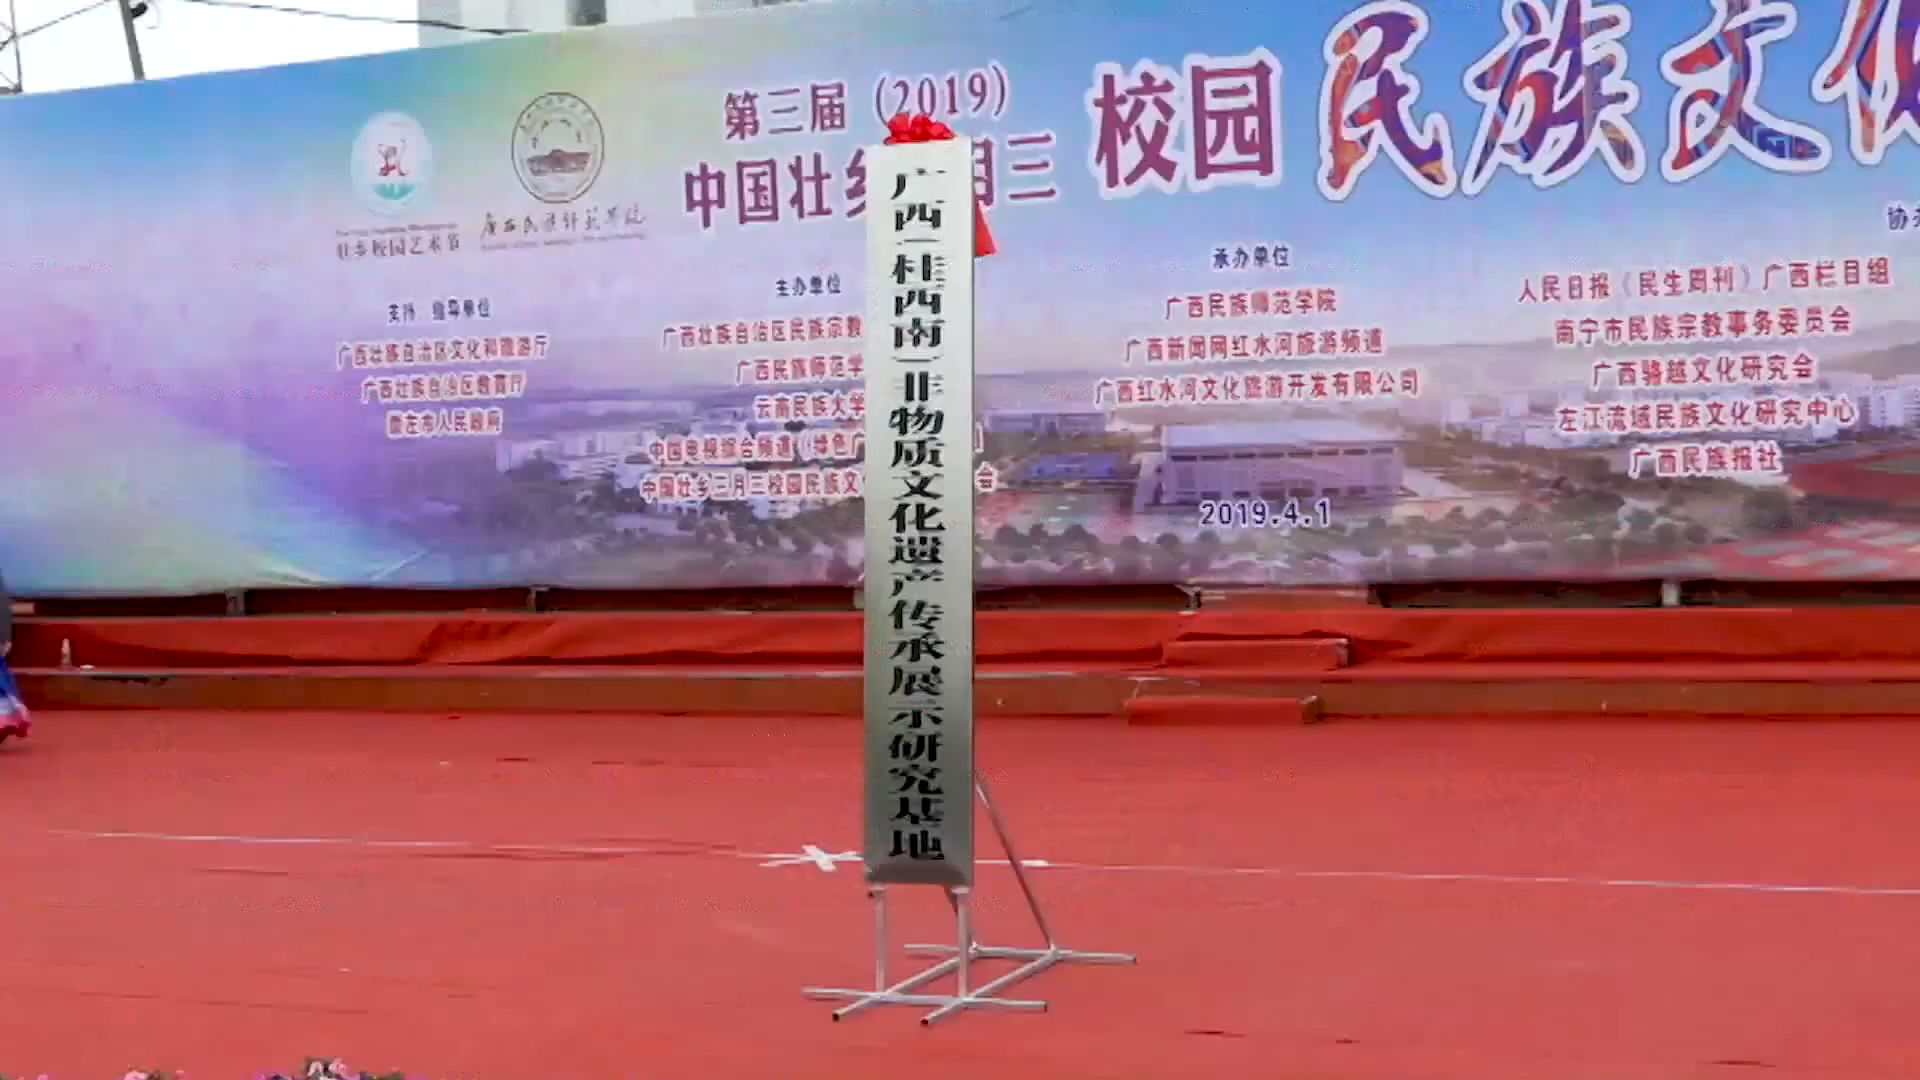 第三届（2019）
中国壮乡
月三
校园
民族文化
壮乡校园艺术节
广西民族师范学院
支持 指导单位
广西壮族自治区文化和旅游厅
广西壮族自治区教育厅
崇左市人民政府
主办单位
广西壮族自治区民族宗教
广西民族师范学
云南民族大学
中国电视综合频道《绿色广
中国壮乡三月三校园民族文
会
承办单位
广西民族师范学院
广西新闻网红水河旅游频道
广西红水河文化旅游开发有限公司
2019.4.1
协办
人民日报《民生周刊》广西栏目组
南宁市民族宗教事务委员会
广西骆越文化研究会
左江流域民族文化研究中心
广西民族报社
广西（桂西南）非物质文化遗产传承展示研究基地